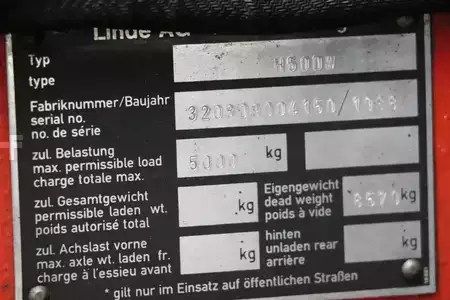 Linde AG
Typ
type
Fabriknummer/Baujahr
serial no.
no. de série
zul. Belastung
max. permissible load
charge totale max.
5000 kg
kg
zul. Gesamtgewicht
permissible laden wt.
poids autorisé total
kg
Eigengewicht
dead weight
poids à vide
kg
zul. Achslast vorne
max. axle wt. laden fr.
charge à l'essieu avant
kg
hinten
unladen rear
arrière
kg
* gilt nur im Einsatz auf öffentlichen Straßen